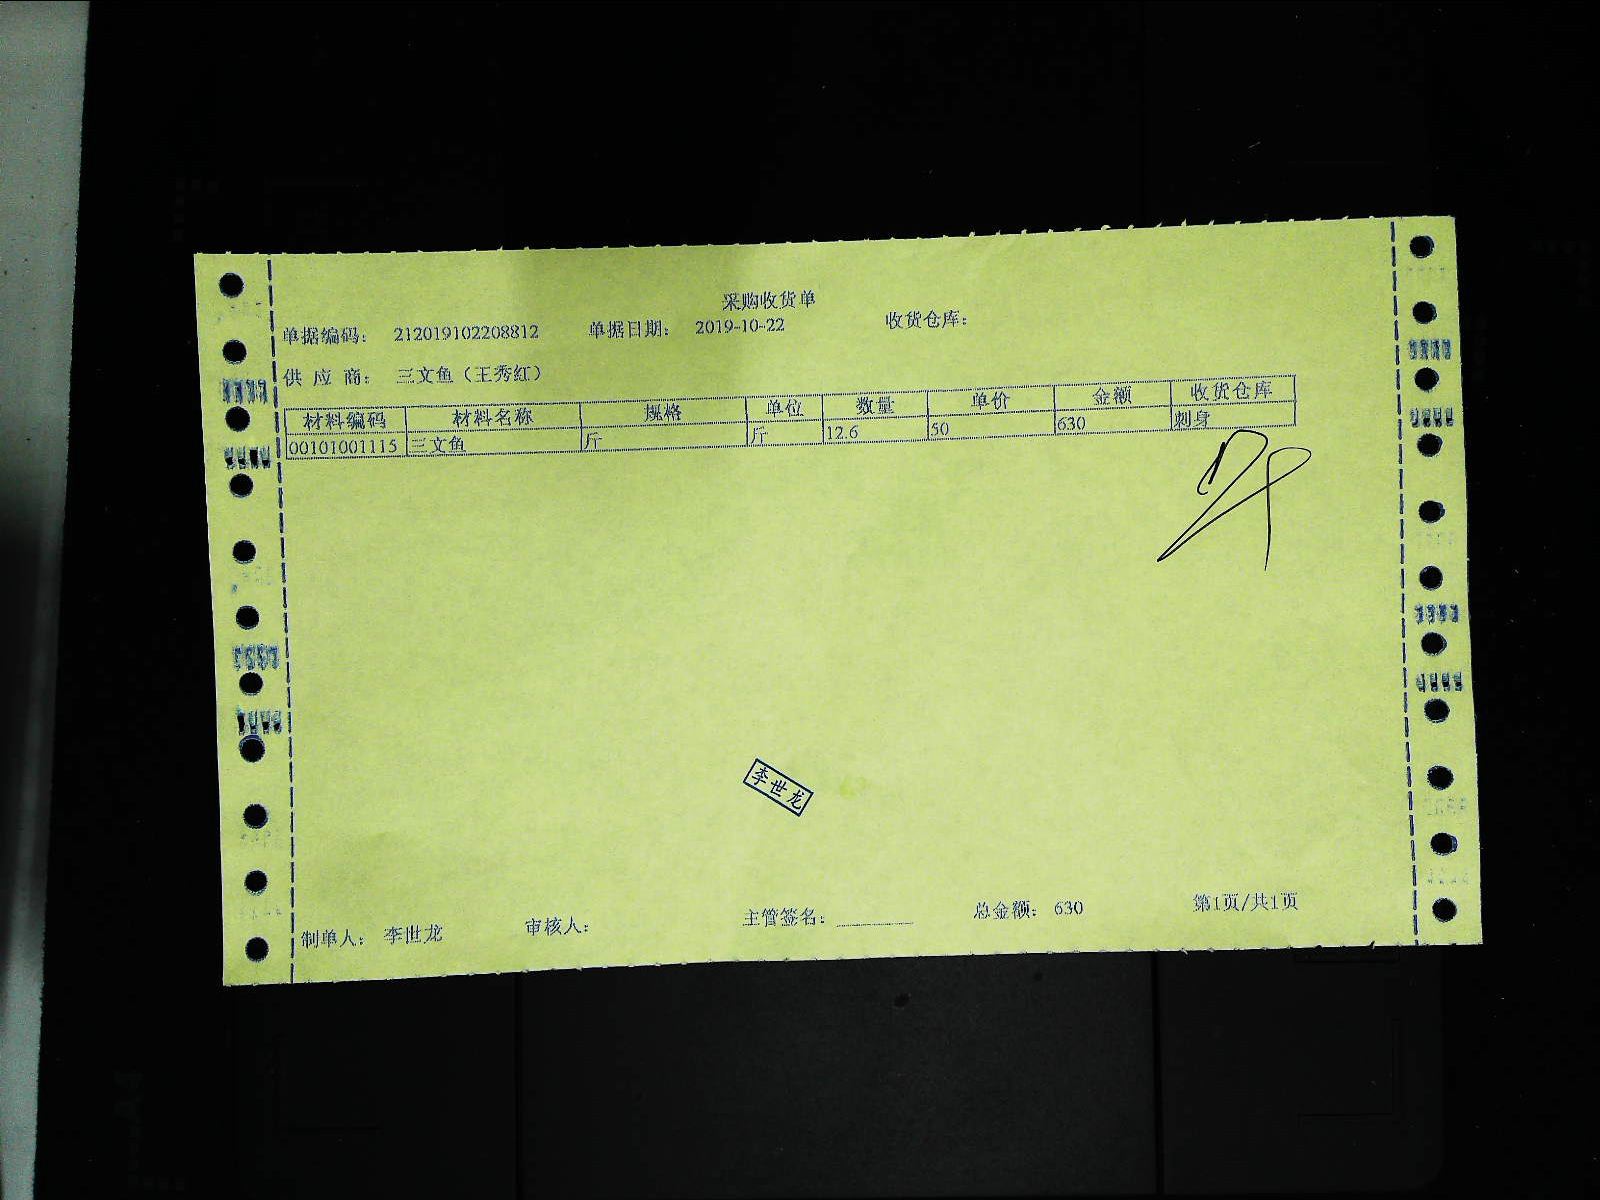 采购收货单
单据编码： 212019102208812 单据日期： 2019-10-22 收货仓库：
供 应 商： 三文鱼（王秀红）
材料编码 材料名称 规格 单位 数量 单价 金额 收货仓库
00101001115 三文鱼 斤 斤 12.6 50 630 刺身
李世龙
制单人： 李世龙 审核人： 主管签名： 总金额： 630 第1页/共1页